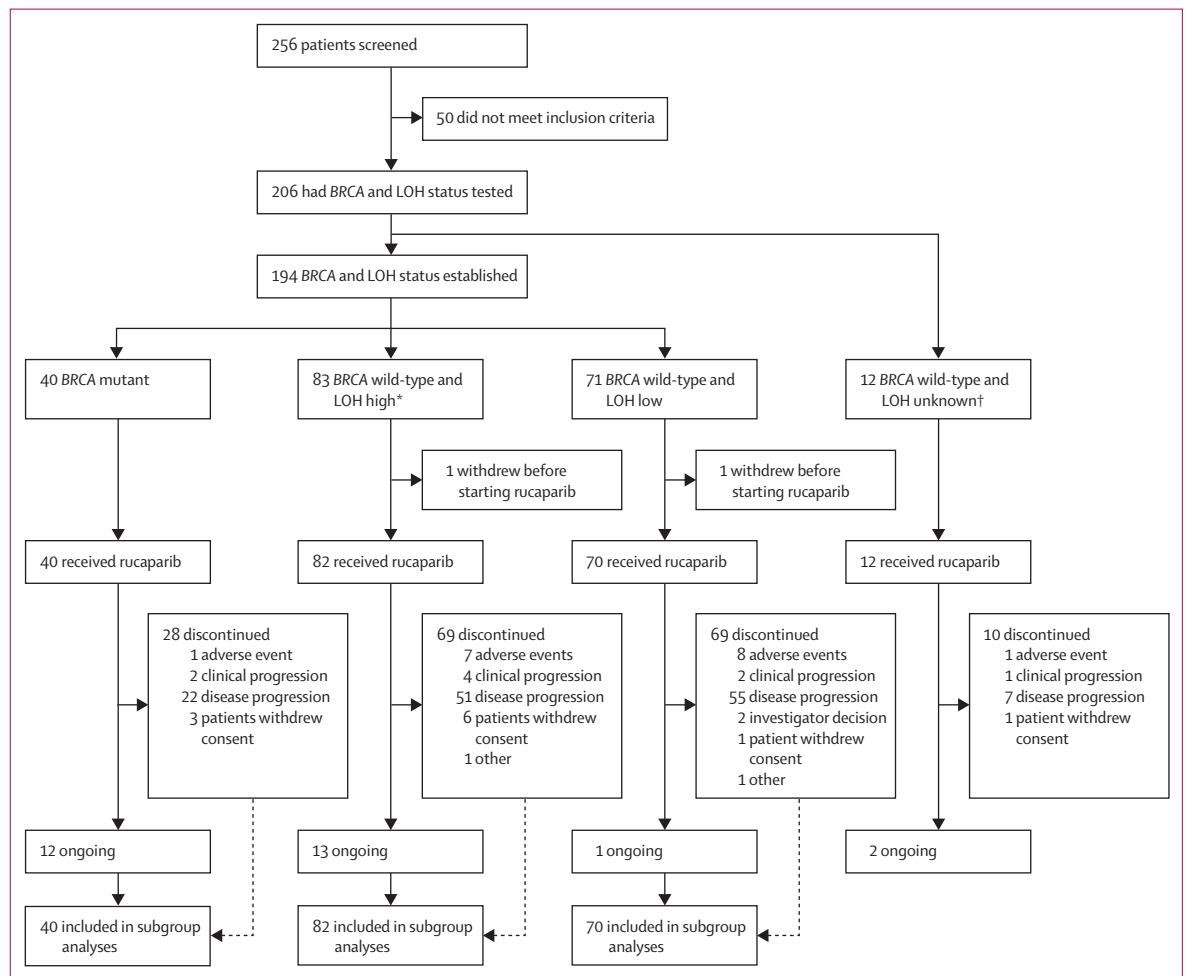 256 patients screened
50 did not meet inclusion criteria
206 had BRCA and LOH status tested
194 BRCA and LOH status established
40 BRCA mutant
83 BRCA wild-type and
LOH high*
71 BRCA wild-type and
LOH low
12 BRCA wild-type and
LOH unknown†
1 withdrew before
starting rucaparib
1 withdrew before
starting rucaparib
40 received rucaparib
82 received rucaparib
70 received rucaparib
12 received rucaparib
28 discontinued
1 adverse event
2 clinical progression
22 disease progression
3 patients withdrew
consent
69 discontinued
7 adverse events
4 clinical progression
51 disease progression
6 patients withdrew
consent
1 other
69 discontinued
8 adverse events
2 clinical progression
55 disease progression
2 investigator decision
1 patient withdrew
consent
1 other
10 discontinued
1 adverse event
1 clinical progression
7 disease progression
1 patient withdrew
consent
12 ongoing
13 ongoing
1 ongoing
2 ongoing
40 included in subgroup
analyses
82 included in subgroup
analyses
70 included in subgroup
analyses